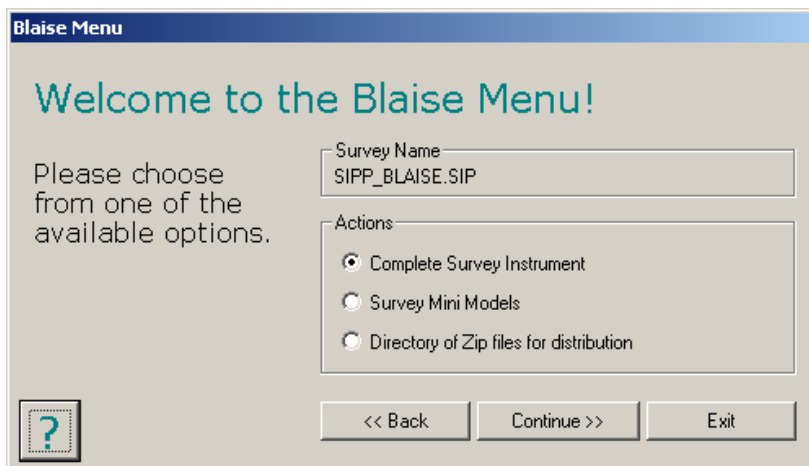 Blaise Menu
Welcome to the Blaise Menu!
Please choose
from one of the
available options.
Survey Name
SIPP_BLAISE.SIP
Actions
Complete Survey Instrument
Survey Mini Models
Directory of Zip files for distribution
?
<< Back
Continue >>
Exit